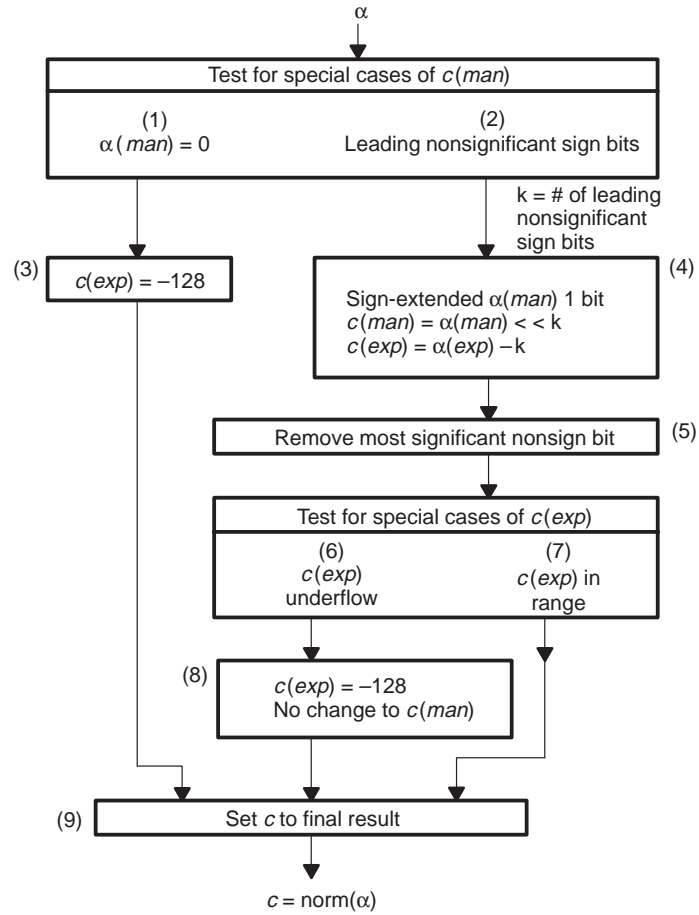 α
Test for special cases of c(man)
(1)
α(man) = 0
(2)
Leading nonsignificant sign bits
k = # of leading
nonsignificant
sign bits
(3)
c(exp) = –128
(4)
Sign-extended α(man) 1 bit
c(man) = α(man) < < k
c(exp) = α(exp) – k
Remove most significant nonsign bit
(5)
Test for special cases of c(exp)
(6)
c(exp)
underflow
(7)
c(exp) in
range
(8)
c(exp) = –128
No change to c(man)
(9)
Set c to final result
c = norm(α)